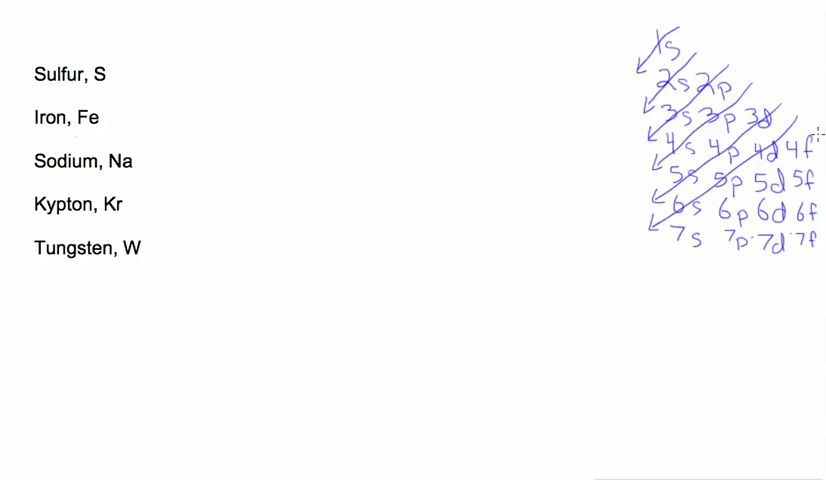 Sulfur, S
Iron, Fe
Sodium, Na
Kypton, Kr
Tungsten, W
1s
2s 2p
3s 3p 3d
4s 4p 4d 4f
5s 5p 5d 5f
6s 6p 6d 6f
7s 7p 7d 7f